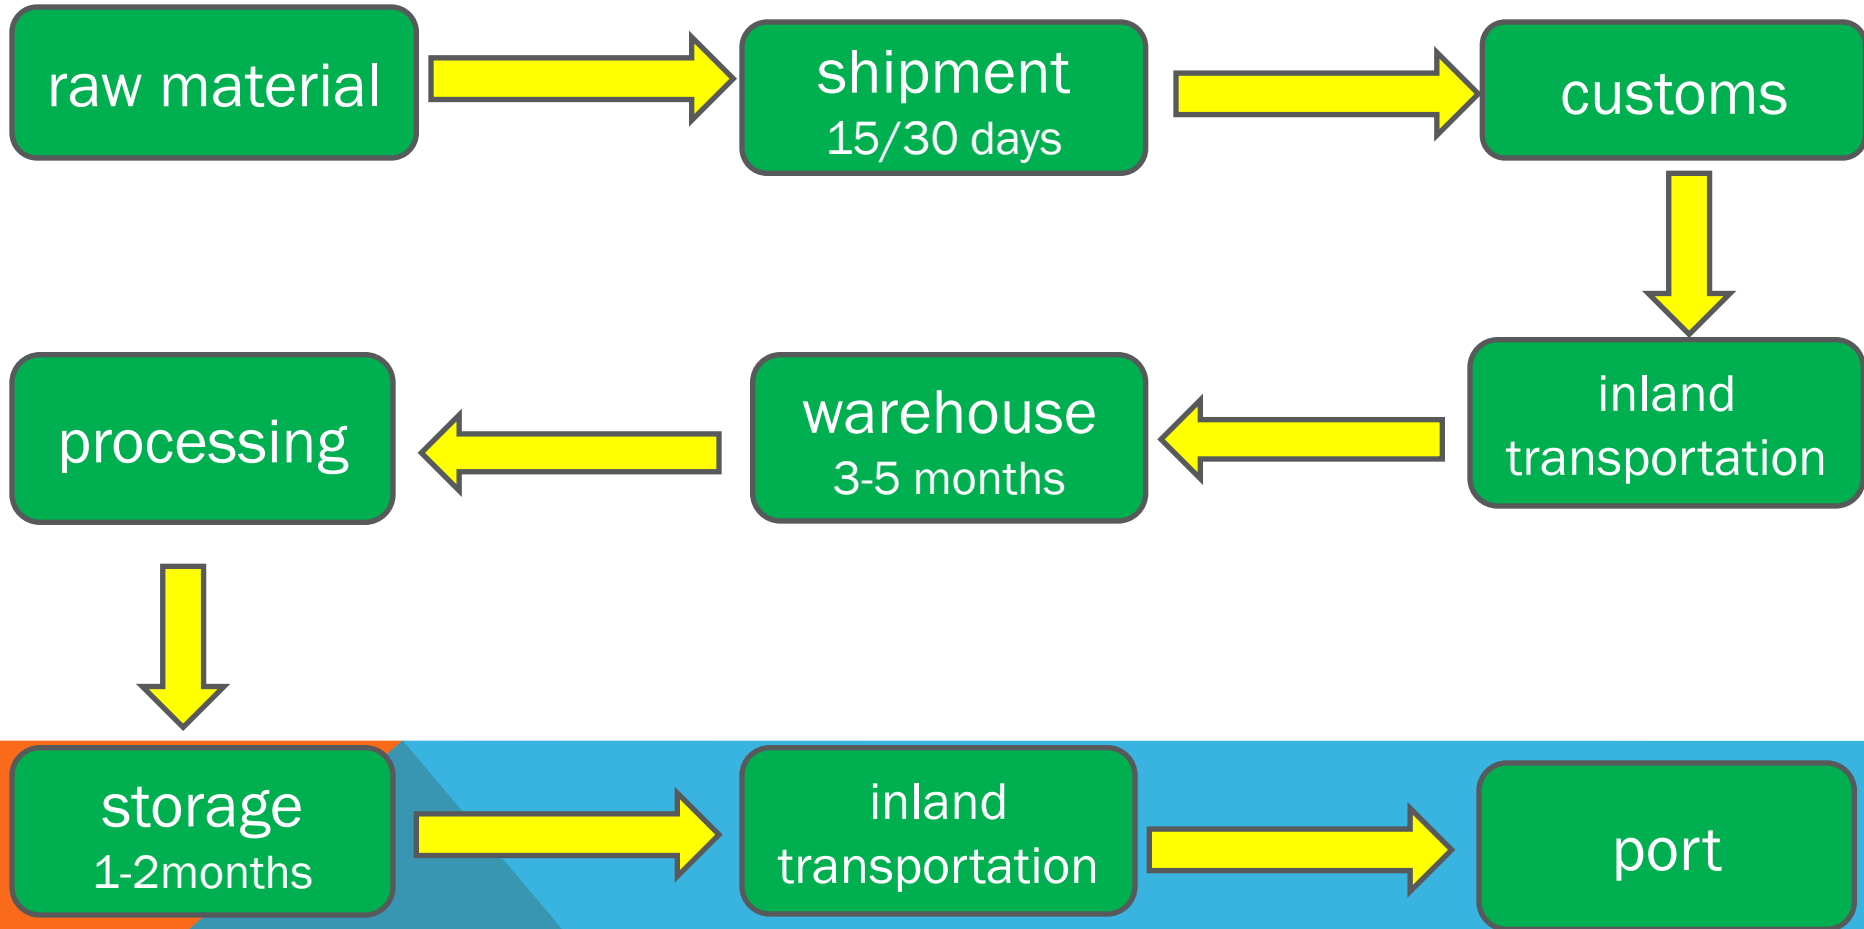 raw material
shipment
15/30 days
customs
inland
transportation
warehouse
3-5 months
processing
storage
1-2months
inland
transportation
port